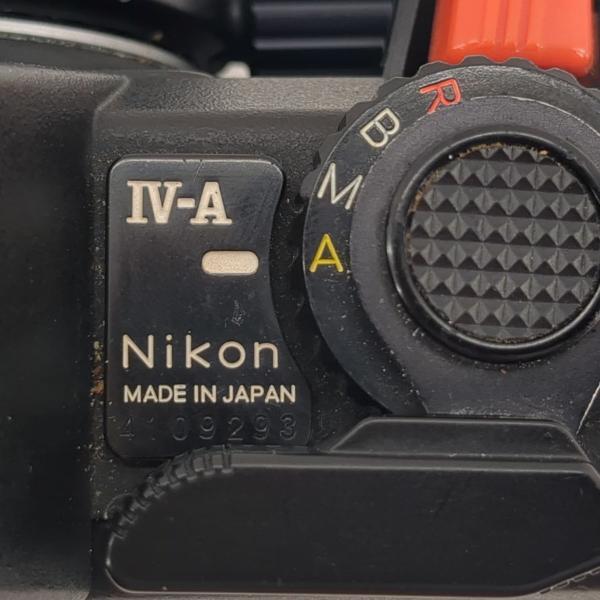 IV-A
Nikon
MADE IN JAPAN
4109293
R
B
M
A